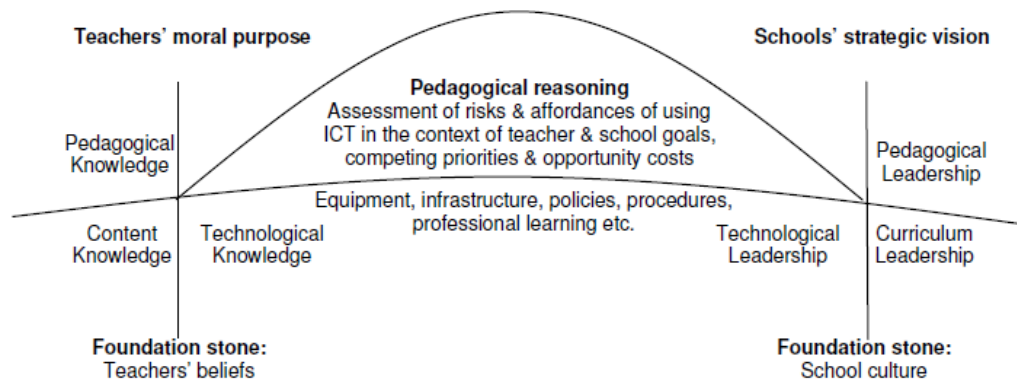 Teachers' moral purpose
Schools' strategic vision
Pedagogical reasoning
Assessment of risks & affordances of using
ICT in the context of teacher & school goals,
competing priorities & opportunity costs
Pedagogical
Knowledge
Pedagogical
Leadership
Equipment, infrastructure, policies, procedures,
professional learning etc.
Content
Knowledge
Technological
Knowledge
Technological
Leadership
Curriculum
Leadership
Foundation stone:
Teachers' beliefs
Foundation stone:
School culture